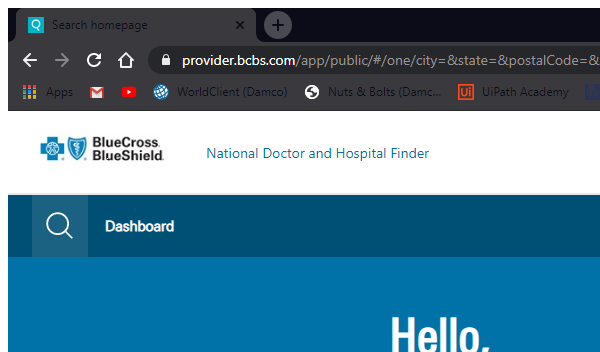 Search homepage
provider.bcbs.com/app/public/#/one/city=&state=&postalCode=&
Apps WorldClient (Damco) Nuts & Bolts (Damc... UiPath Academy
BlueCross
BlueShield
National Doctor and Hospital Finder
Dashboard
Hello,